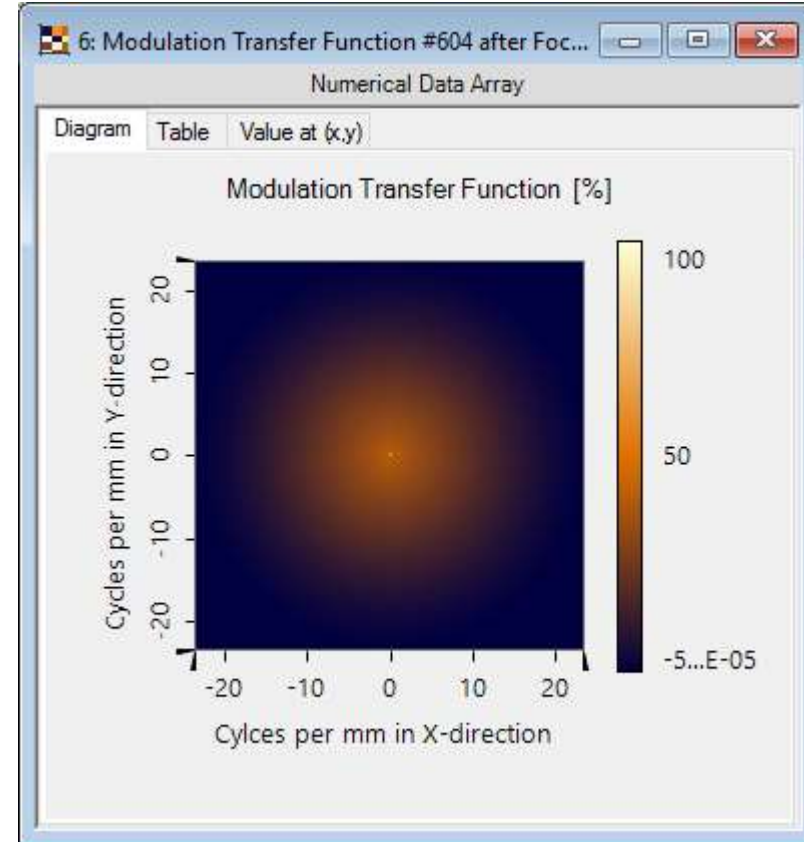 6: Modulation Transfer Function #604 after Foc...
Numerical Data Array
Diagram Table Value at (x,y)
Modulation Transfer Function [%]
Cycles per mm in Y-direction
20
10
0
-10
-20
100
50
-5...E-05
-20 -10 0 10 20
Cylces per mm in X-direction